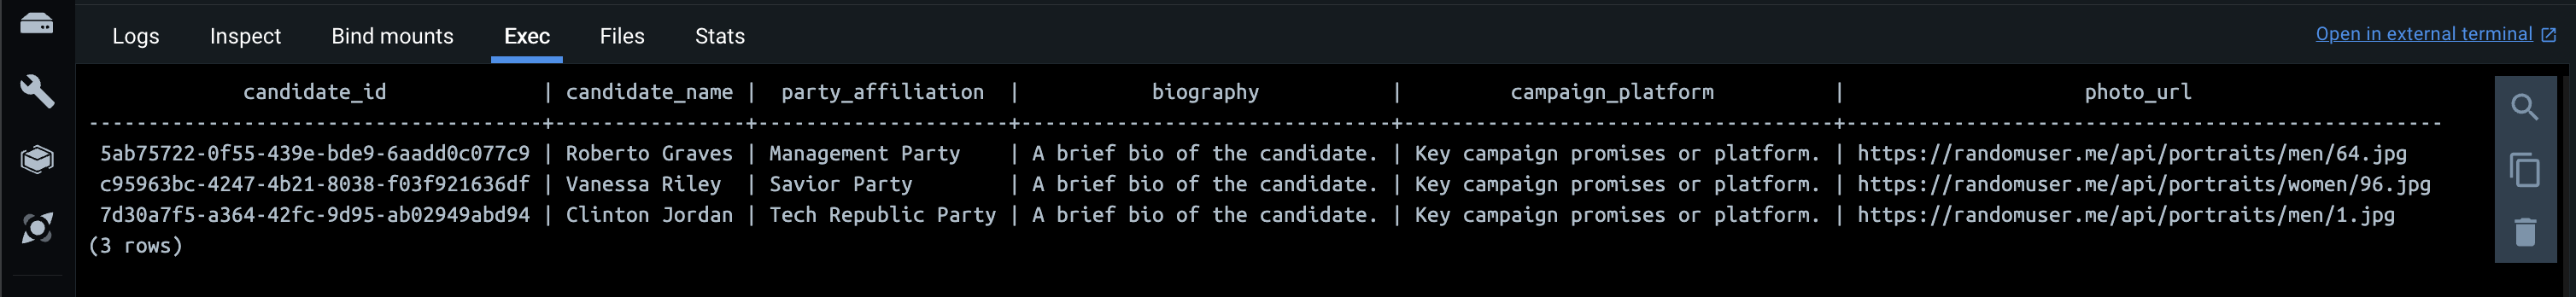 Logs Inspect Bind mounts Exec Files Stats Open in external terminal
candidate_id | candidate_name | party_affiliation | biography | campaign_platform | photo_url
--------------------------------------+----------------+---------------------+-------------------------------+-----------------------------------+--------------------------------------------------
5ab75722-0f55-439e-bde9-6aadd0c077c9 | Roberto Graves | Management Party | A brief bio of the candidate. | Key campaign promises or platform. | https://randomuser.me/api/portraits/men/64.jpg
c95963bc-4247-4b21-8038-f03f921636df | Vanessa Riley | Savior Party | A brief bio of the candidate. | Key campaign promises or platform. | https://randomuser.me/api/portraits/women/96.jpg
7d30a7f5-a364-42fc-9d95-ab02949abd94 | Clinton Jordan | Tech Republic Party | A brief bio of the candidate. | Key campaign promises or platform. | https://randomuser.me/api/portraits/men/1.jpg
(3 rows)